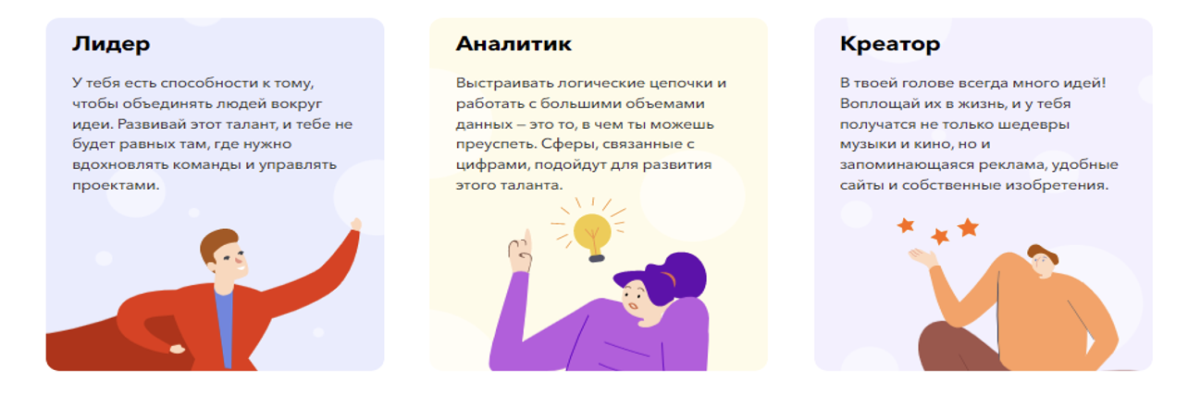 Лидер
У тебя есть способности к тому,
чтобы объединять людей вокруг
идеи. Развивай этот талант, и тебе не
будет равных там, где нужно
вдохновлять команды и управлять
проектами.
Аналитик
Выстраивать логические цепочки и
работать с большими объемами
данных – это то, в чем ты можешь
преуспеть. Сферы, связанные с
цифрами, подойдут для развития
этого таланта.
Креатор
В твоей голове всегда много идей!
Воплощай их в жизнь, и у тебя
получатся не только шедевры
музыки и кино, но и
запоминающаяся реклама, удобные
сайты и собственные изобретения.